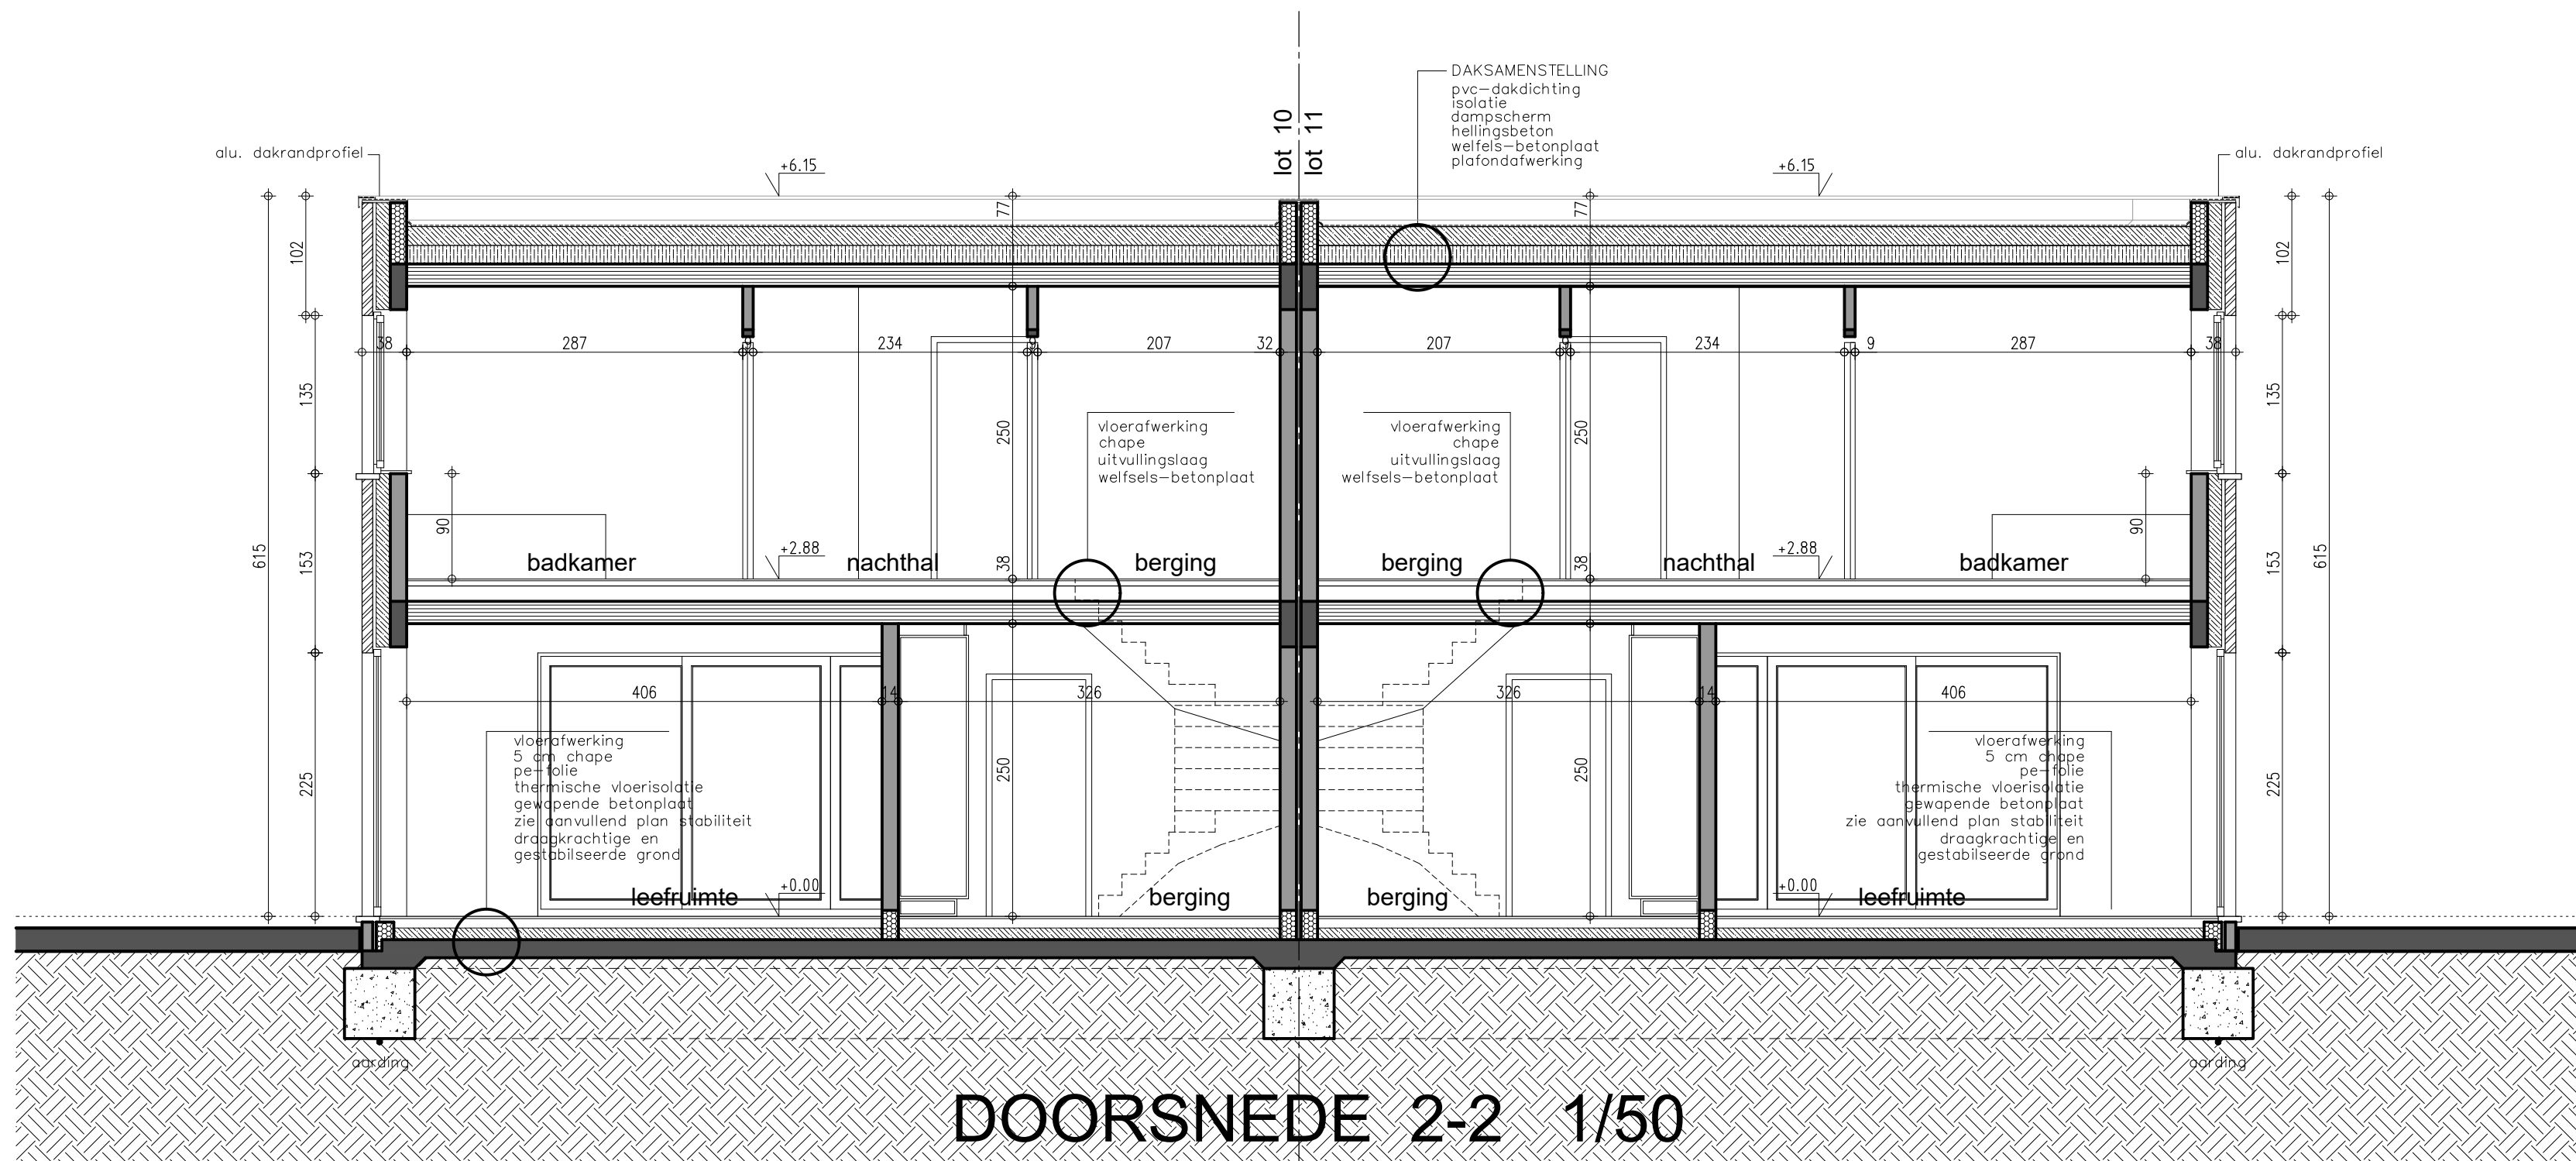 DAKSAMENSTELLING
pvc-dakdichting
isolatie
dampscherm
hellingsbeton
welfels-betonplaat
plafondafwerking
lot 10
lot 11
alu. dakrandprofiel
alu. dakrandprofiel
+6.15
+6.15
77
77
102
102
38 287 9 234 9 207 32 207 9 234 9 287 38
135
135
250
250
vloerafwerking
chape
uitvullingslaag
welfsels-betonplaat
vloerafwerking
chape
uitvullingslaag
welfsels-betonplaat
90
90
615
153
38
38
153
615
+2.88
+2.88
badkamer nachthal berging berging nachthal badkamer
406 14 326 326 14 406
225
250
250
225
vloerafwerking
5 cm chape
pe-folie
thermische vloerisolatie
gewapende betonplaat
zie aanvullend plan stabiliteit
draagkrachtige en
gestabilseerde grond
vloerafwerking
5 cm chape
pe-folie
thermische vloerisolatie
gewapende betonplaat
zie aanvullend plan stabiliteit
draagkrachtige en
gestabilseerde grond
+0.00
+0.00
leefruimte berging berging leefruimte
aarding
aarding
DOORSNEDE 2-2 1/50